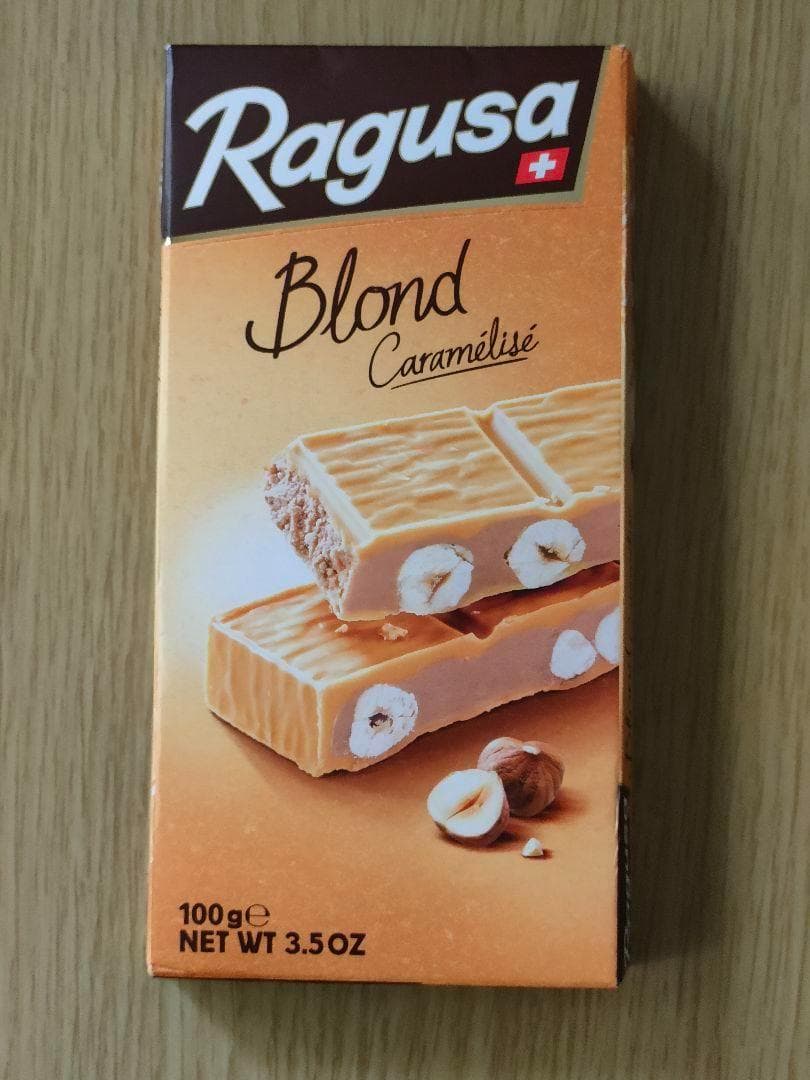 Ragusa
Blond
Caramélisé
100g℮
NET WT 3.5OZ